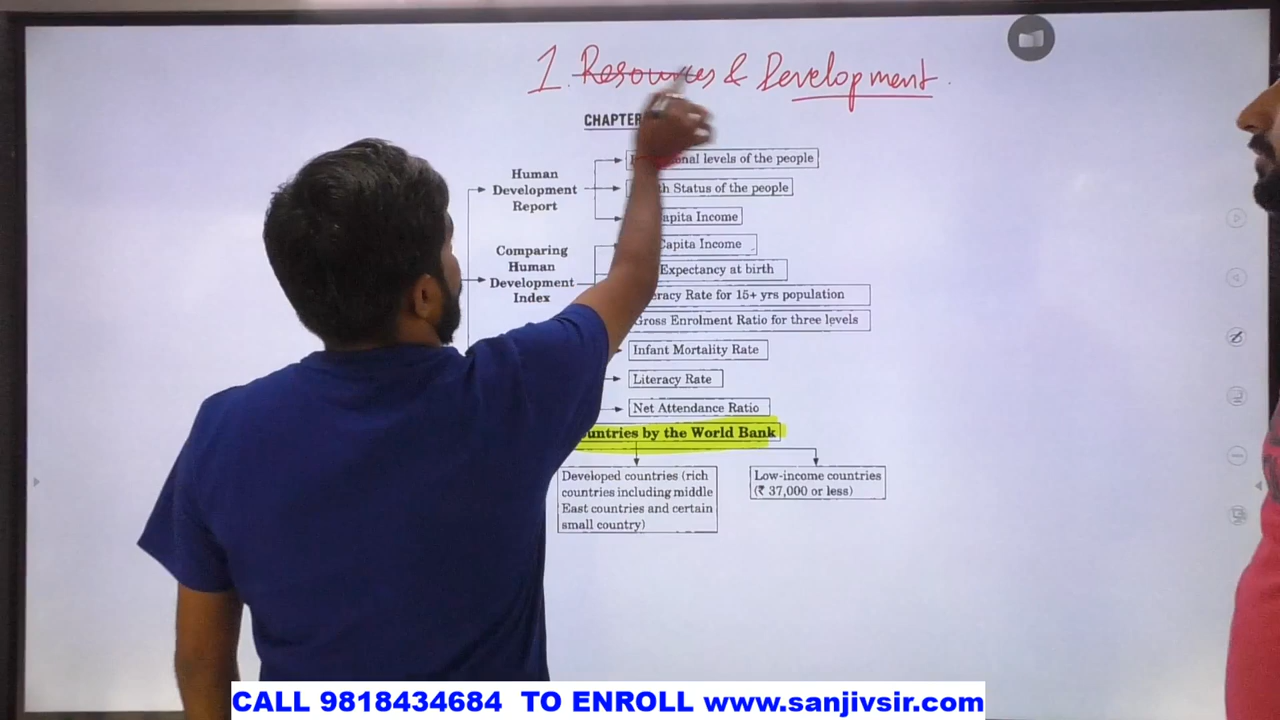 1. Resources & Development.
CHAPTER
Human
Development
Report
onal levels of the people
th Status of the people
apita Income
Comparing
Human
Development
Index
Capita Income
Expectancy at birth
eracy Rate for 15+ yrs population
Gross Enrolment Ratio for three levels
Infant Mortality Rate
Literacy Rate
Net Attendance Ratio
untries by the World Bank
Developed countries (rich
countries including middle
East countries and certain
small country)
Low-income countries
(₹ 37,000 or less)
CALL 9818434684 TO ENROLL www.sanjivsir.com